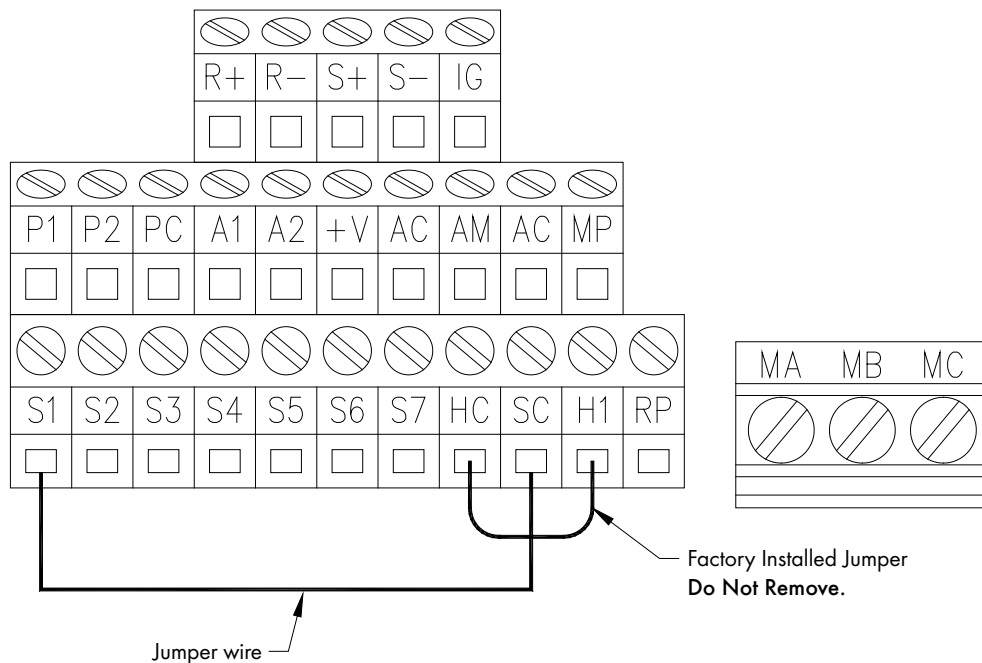 R+ R- S+ S- IG
P1 P2 PC A1 A2 +V AC AM AC MP
S1 S2 S3 S4 S5 S6 S7 HC SC H1 RP
MA MB MC
Factory Installed Jumper
Do Not Remove.
Jumper wire